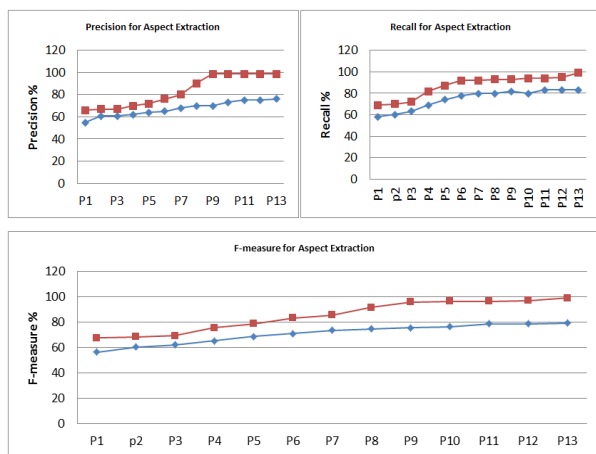 Precision for Aspect Extraction
Precision %
120
100
80
60
40
20
0
P1 P3 P5 P7 P9 P11 P13
Recall for Aspect Extraction
Recall %
120
100
80
60
40
20
0
P1 p2 P3 P4 P5 P6 P7 P8 P9 P10 P11 P12 P13
F-measure for Aspect Extraction
F-measure %
120
100
80
60
40
20
0
P1 p2 P3 P4 P5 P6 P7 P8 P9 P10 P11 P12 P13